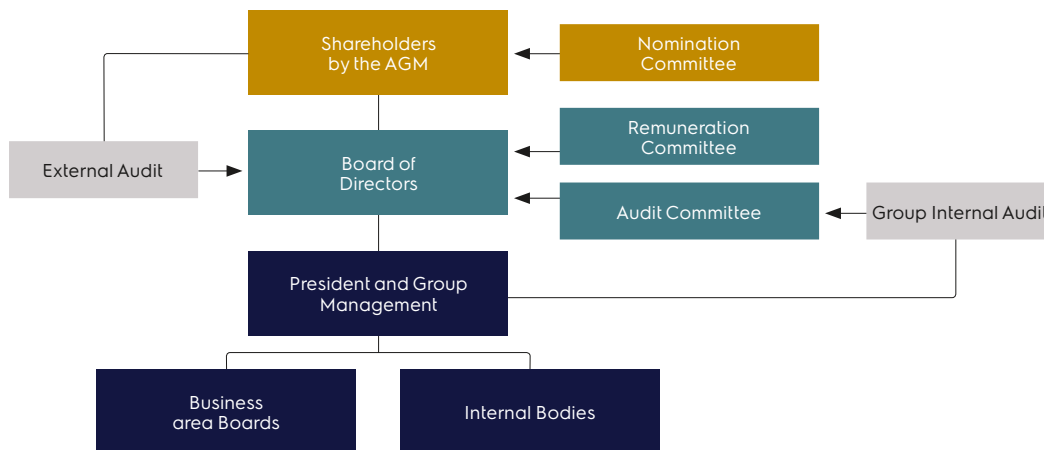 Shareholders
by the AGM
Nomination
Committee
Remuneration
Committee
External Audit
Board of
Directors
Audit Committee
Group Internal Audit
President and Group
Management
Business
area Boards
Internal Bodies